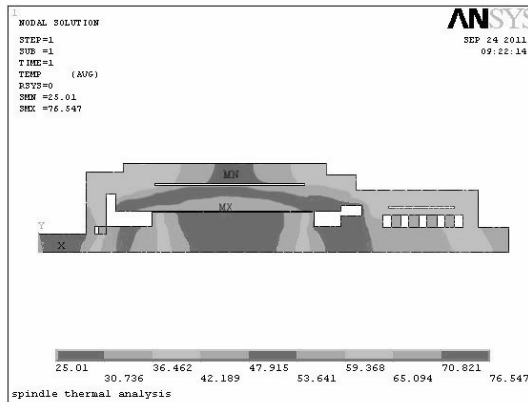 1
NODAL SOLUTION
STEP=1
SUB =1
TIME=1
TEMP (AVG)
RSYS=0
SMN =25.01
SMX =76.547
ANSYS
SEP 24 2011
09:22:14
MN
MX
Y
X
25.01 36.462 47.915 59.368 70.821
30.736 42.189 53.641 65.094 76.547
spindle thermal analysis